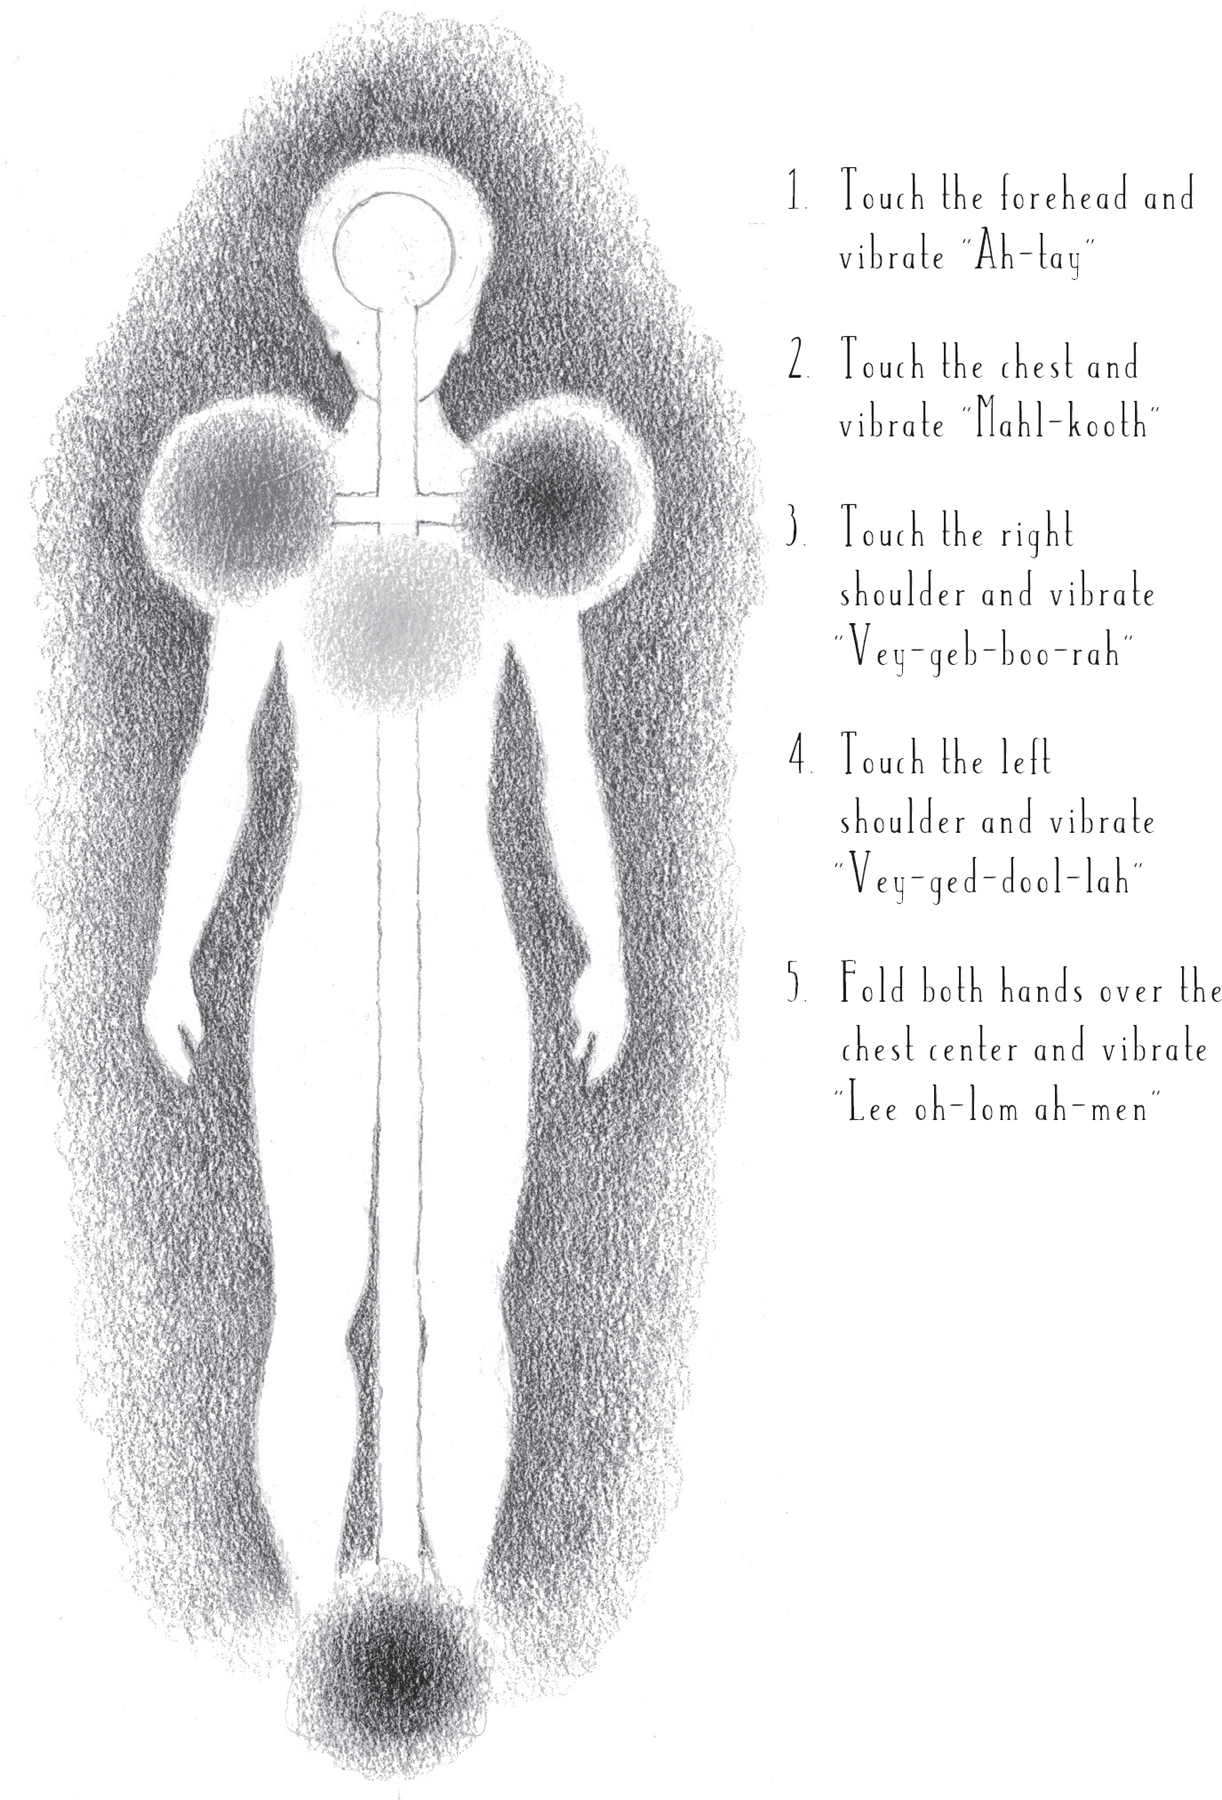 1. Touch the forehead and
vibrate "Ah-tay"
2. Touch the chest and
vibrate "Mahl-kooth"
3. Touch the right
shoulder and vibrate
"Vey-geb-boo-rah"
4. Touch the left
shoulder and vibrate
"Vey-ged-dool-lah"
5. Fold both hands over the
chest center and vibrate
"Lee oh-lom ah-men"